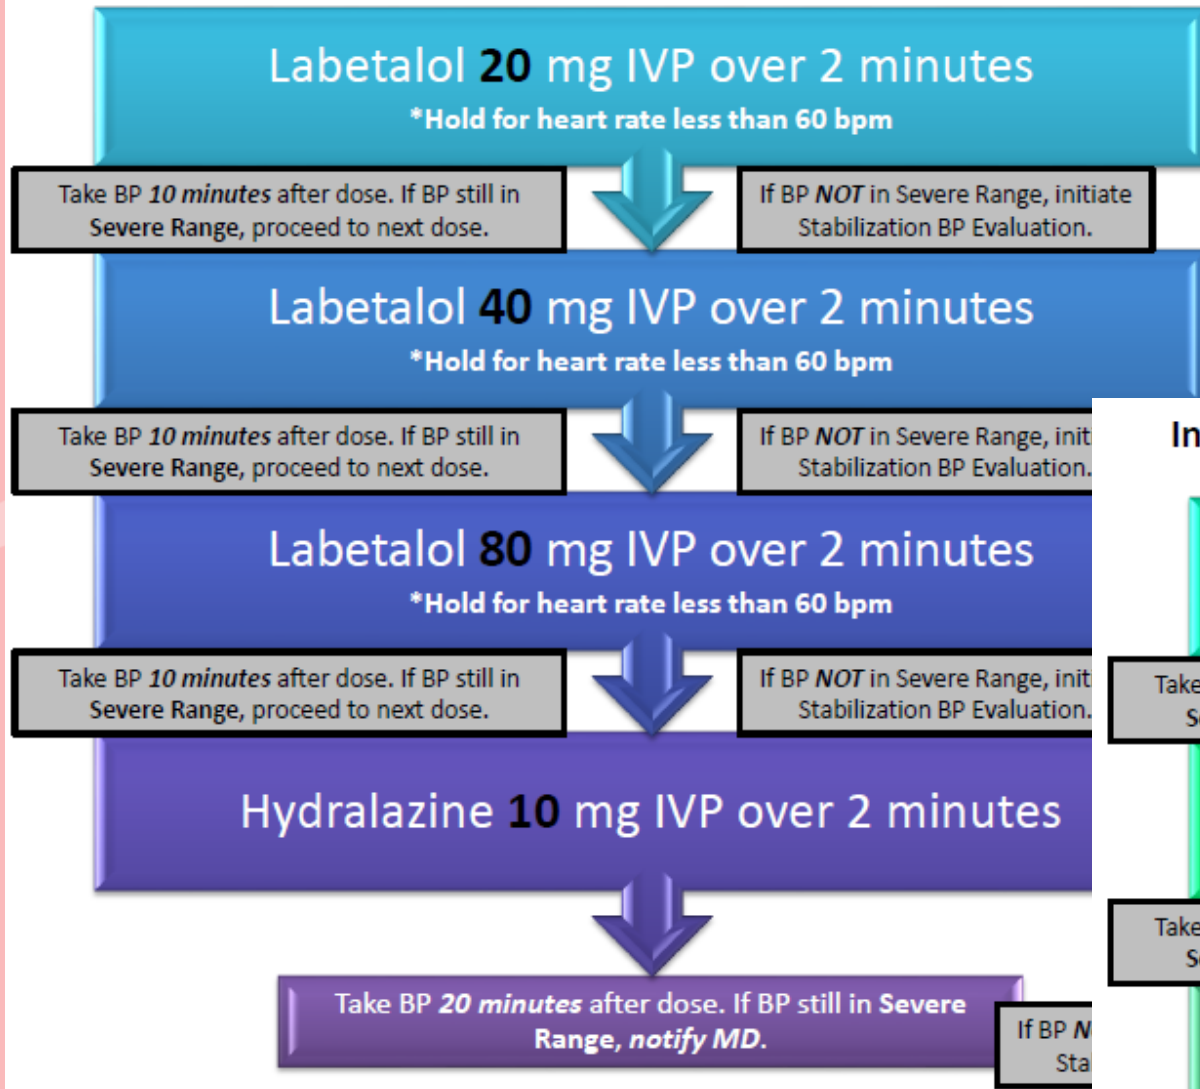 Labetalol 20 mg IVP over 2 minutes
*Hold for heart rate less than 60 bpm
Take BP 10 minutes after dose. If BP still in
Severe Range, proceed to next dose.
If BP NOT in Severe Range, initiate
Stabilization BP Evaluation.
Labetalol 40 mg IVP over 2 minutes
*Hold for heart rate less than 60 bpm
Take BP 10 minutes after dose. If BP still in
Severe Range, proceed to next dose.
If BP NOT in Severe Range,
Stabilization BP Evaluation.
Labetalol 80 mg IVP over 2 minutes
*Hold for heart rate less than 60 bpm
Take BP 10 minutes after dose. If BP still in
Severe Range, proceed to next dose.
If BP NOT in Severe Range,
Stabilization BP Evaluation.
Take
Hydralazine 10 mg IVP over 2 minutes
Take
Take BP 20 minutes after dose. If BP still in Severe
Range, notify MD.
If BP